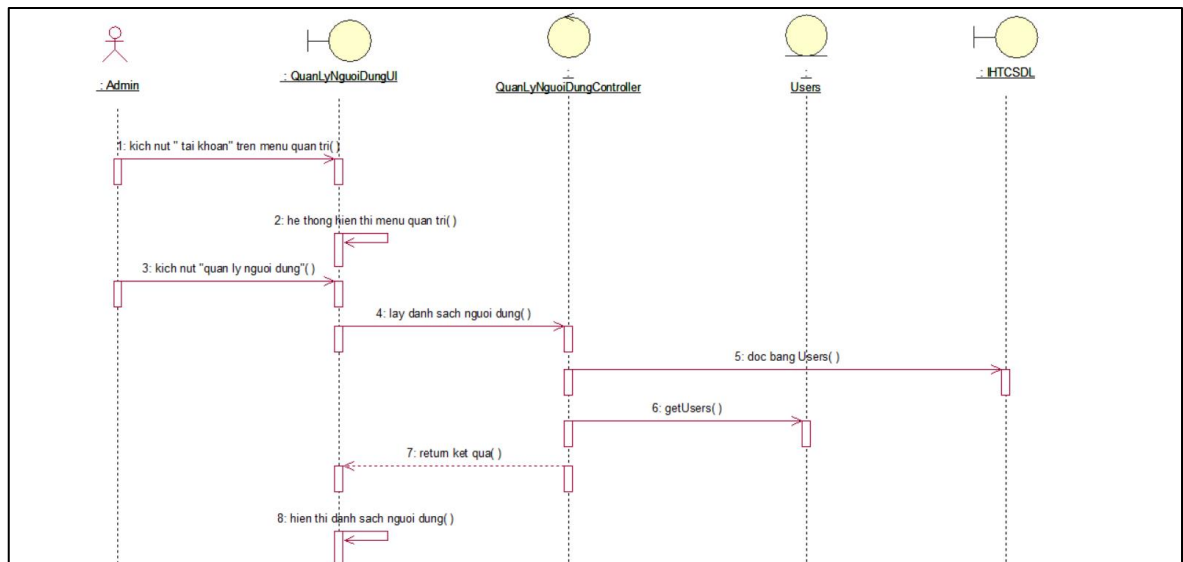 : Admin
: QuanLyNguoiDungUI
:
QuanLyNguoiDungController
:
Users
: IHTCSDL
1: kich nut " tai khoan" tren menu quan tri( )
2: he thong hien thi menu quan tri( )
3: kich nut "quan ly nguoi dung"( )
4: lay danh sach nguoi dung( )
5: doc bang Users( )
6: getUsers( )
7: return ket qua( )
8: hien thi danh sach nguoi dung( )